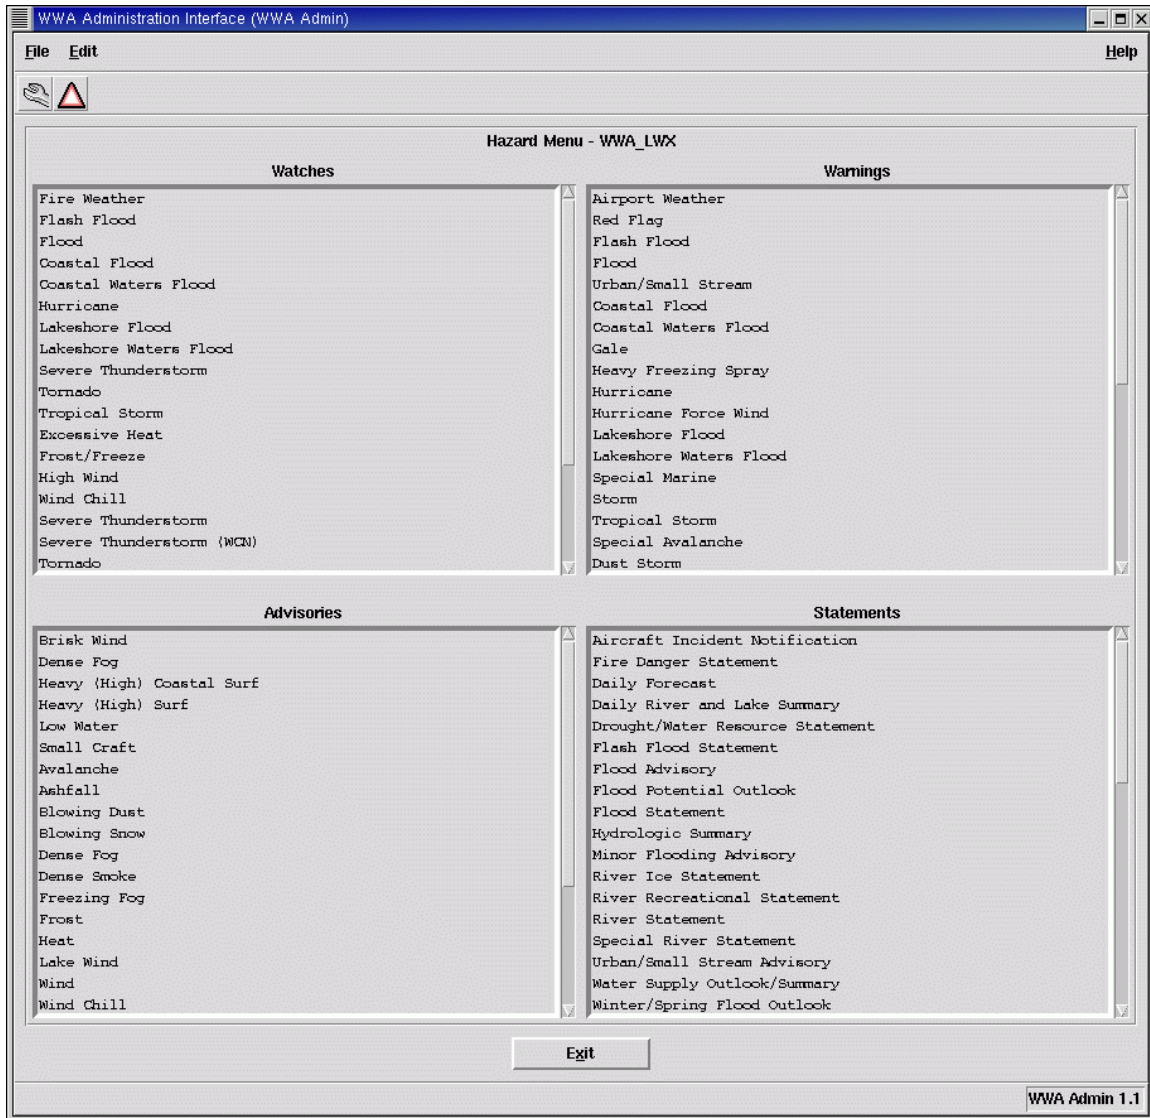 WWA Administration Interface (WWA Admin)
File Edit Help
Hazard Menu - WWA_LWX
Watches
Fire Weather
Flash Flood
Flood
Coastal Flood
Coastal Waters Flood
Hurricane
Lakeshore Flood
Lakeshore Waters Flood
Severe Thunderstorm
Tornado
Tropical Storm
Excessive Heat
Frost/Freeze
High Wind
Wind Chill
Severe Thunderstorm
Severe Thunderstorm (WCN)
Tornado
Warnings
Airport Weather
Red Flag
Flash Flood
Flood
Urban/Small Stream
Coastal Flood
Coastal Waters Flood
Gale
Heavy Freezing Spray
Hurricane
Hurricane Force Wind
Lakeshore Flood
Lakeshore Waters Flood
Special Marine
Storm
Tropical Storm
Special Avalanche
Dust Storm
Advisories
Brisk Wind
Dense Fog
Heavy (High) Coastal Surf
Heavy (High) Surf
Low Water
Small Craft
Avalanche
Ashfall
Blowing Dust
Blowing Snow
Dense Fog
Dense Smoke
Freezing Fog
Frost
Heat
Lake Wind
Wind
Wind Chill
Statements
Aircraft Incident Notification
Fire Danger Statement
Daily Forecast
Daily River and Lake Summary
Drought/Water Resource Statement
Flash Flood Statement
Flood Advisory
Flood Potential Outlook
Flood Statement
Hydrologic Summary
Minor Flooding Advisory
River Ice Statement
River Recreational Statement
River Statement
Special River Statement
Urban/Small Stream Advisory
Water Supply Outlook/Summary
Winter/Spring Flood Outlook
Exit
WWA Admin 1.1